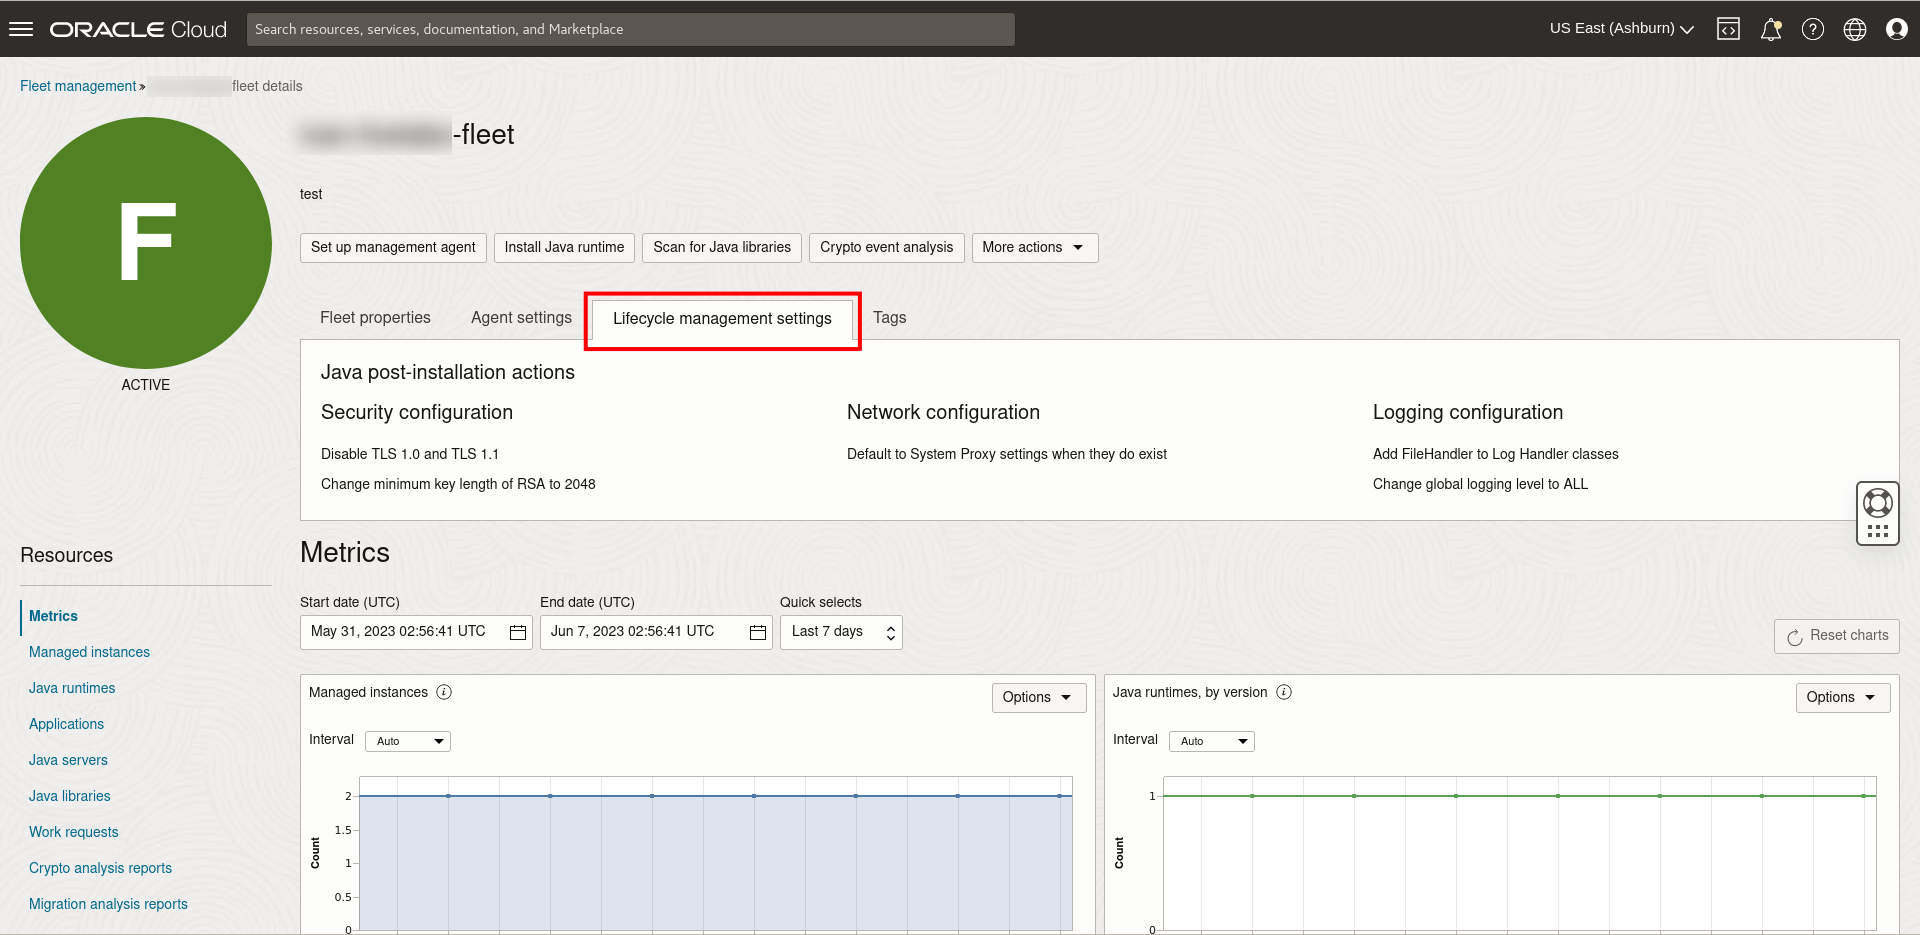 ORACLE Cloud
Search resources, services, documentation, and Marketplace
US East (Ashburn)
Fleet management » fleet details
-fleet
F
ACTIVE
test
Set up management agent
Install Java runtime
Scan for Java libraries
Crypto event analysis
More actions
Fleet properties
Agent settings
Lifecycle management settings
Tags
Java post-installation actions
Security configuration
Disable TLS 1.0 and TLS 1.1
Change minimum key length of RSA to 2048
Network configuration
Default to System Proxy settings when they do exist
Logging configuration
Add FileHandler to Log Handler classes
Change global logging level to ALL
Resources
Metrics
Managed instances
Java runtimes
Applications
Java servers
Java libraries
Work requests
Crypto analysis reports
Migration analysis reports
Metrics
Start date (UTC)
May 31, 2023 02:56:41 UTC
End date (UTC)
Jun 7, 2023 02:56:41 UTC
Quick selects
Last 7 days
Reset charts
Managed instances
Options
Interval
Auto
Count
2
1.5
1
0.5
0
Java runtimes, by version
Options
Interval
Auto
Count
1
0